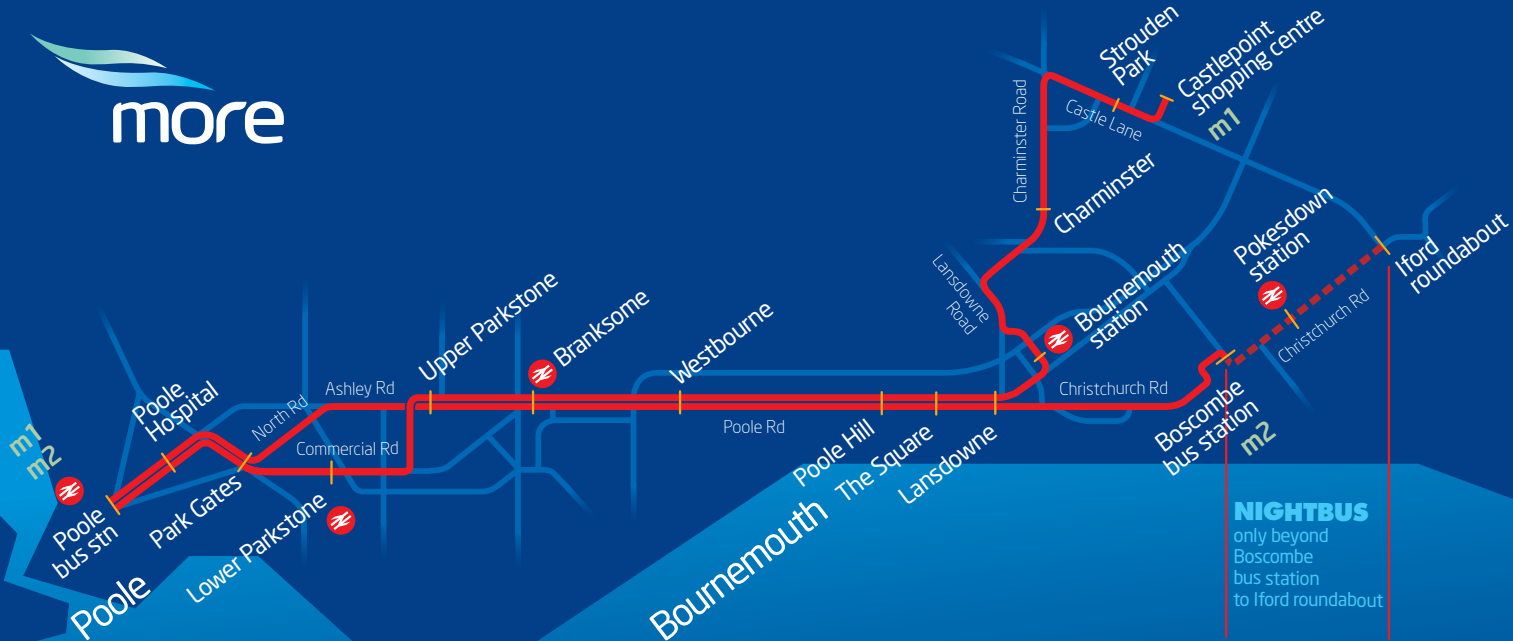 more
m1
m2
Poole
bus stn
Poole
Poole
Hospital
Park Gates
North Rd
Ashley Rd
Commercial Rd
Lower Parkstone
Upper Parkstone
Branksome
Westbourne
Poole Rd
Poole Hill
The Square
Lansdowne
Bournemouth
Lansdowne
Road
Bournemouth
station
Charminster
Charminster Road
Castle Lane
Strouden
Park
Castlepoint
shopping centre
m1
Christchurch Rd
Boscombe
bus station
m2
Pokesdown
station
Christchurch Rd
Iford
roundabout
NIGHTBUS
only beyond
Boscombe
bus station
to Iford roundabout